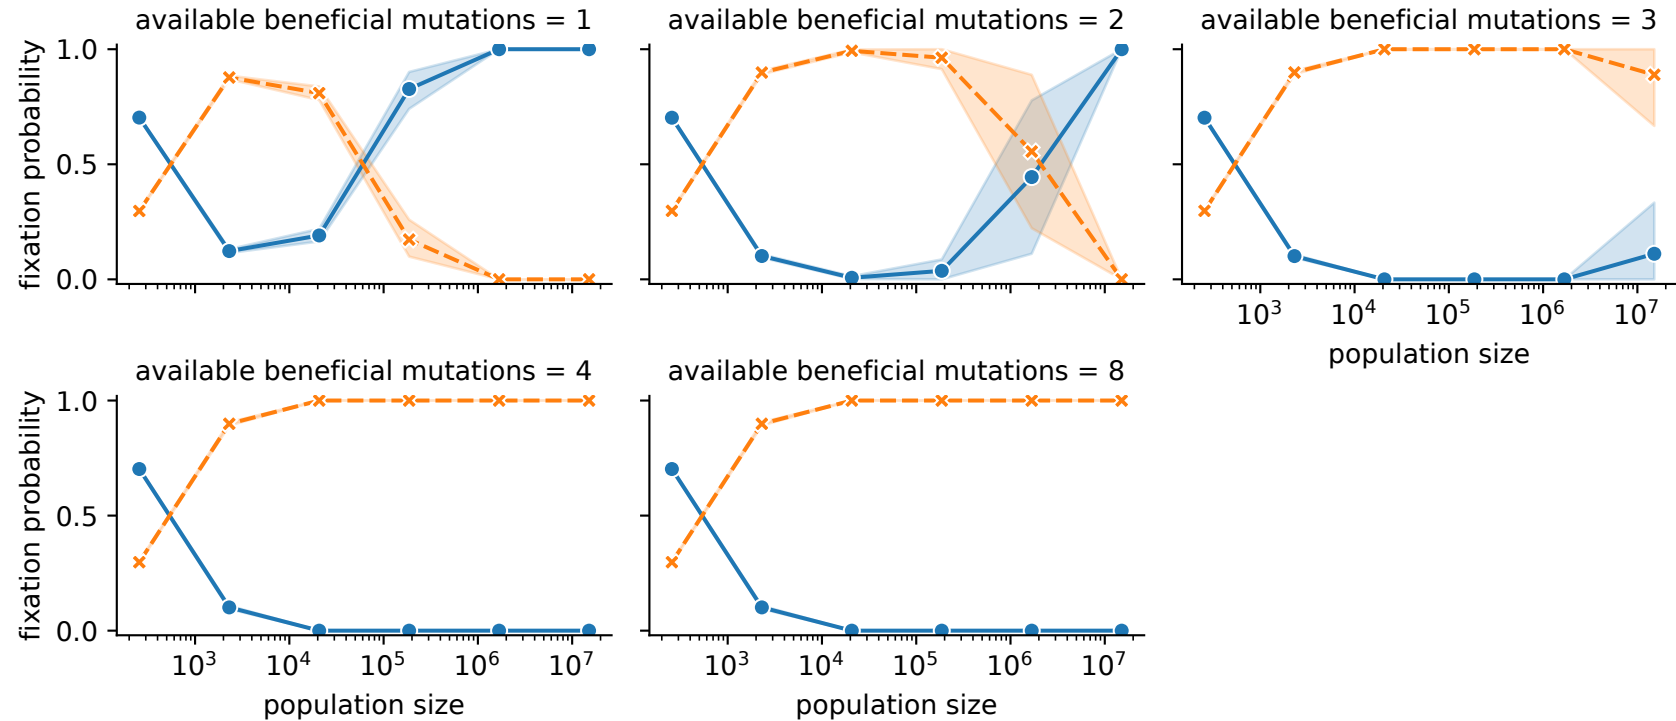 available beneficial mutations = 1
available beneficial mutations = 2
available beneficial mutations = 3
fixation probability
1.0
0.5
0.0
10³ 10⁴ 10⁵ 10⁶ 10⁷
population size
available beneficial mutations = 4
available beneficial mutations = 8
fixation probability
1.0
0.5
0.0
10³ 10⁴ 10⁵ 10⁶ 10⁷
10³ 10⁴ 10⁵ 10⁶ 10⁷
population size
population size